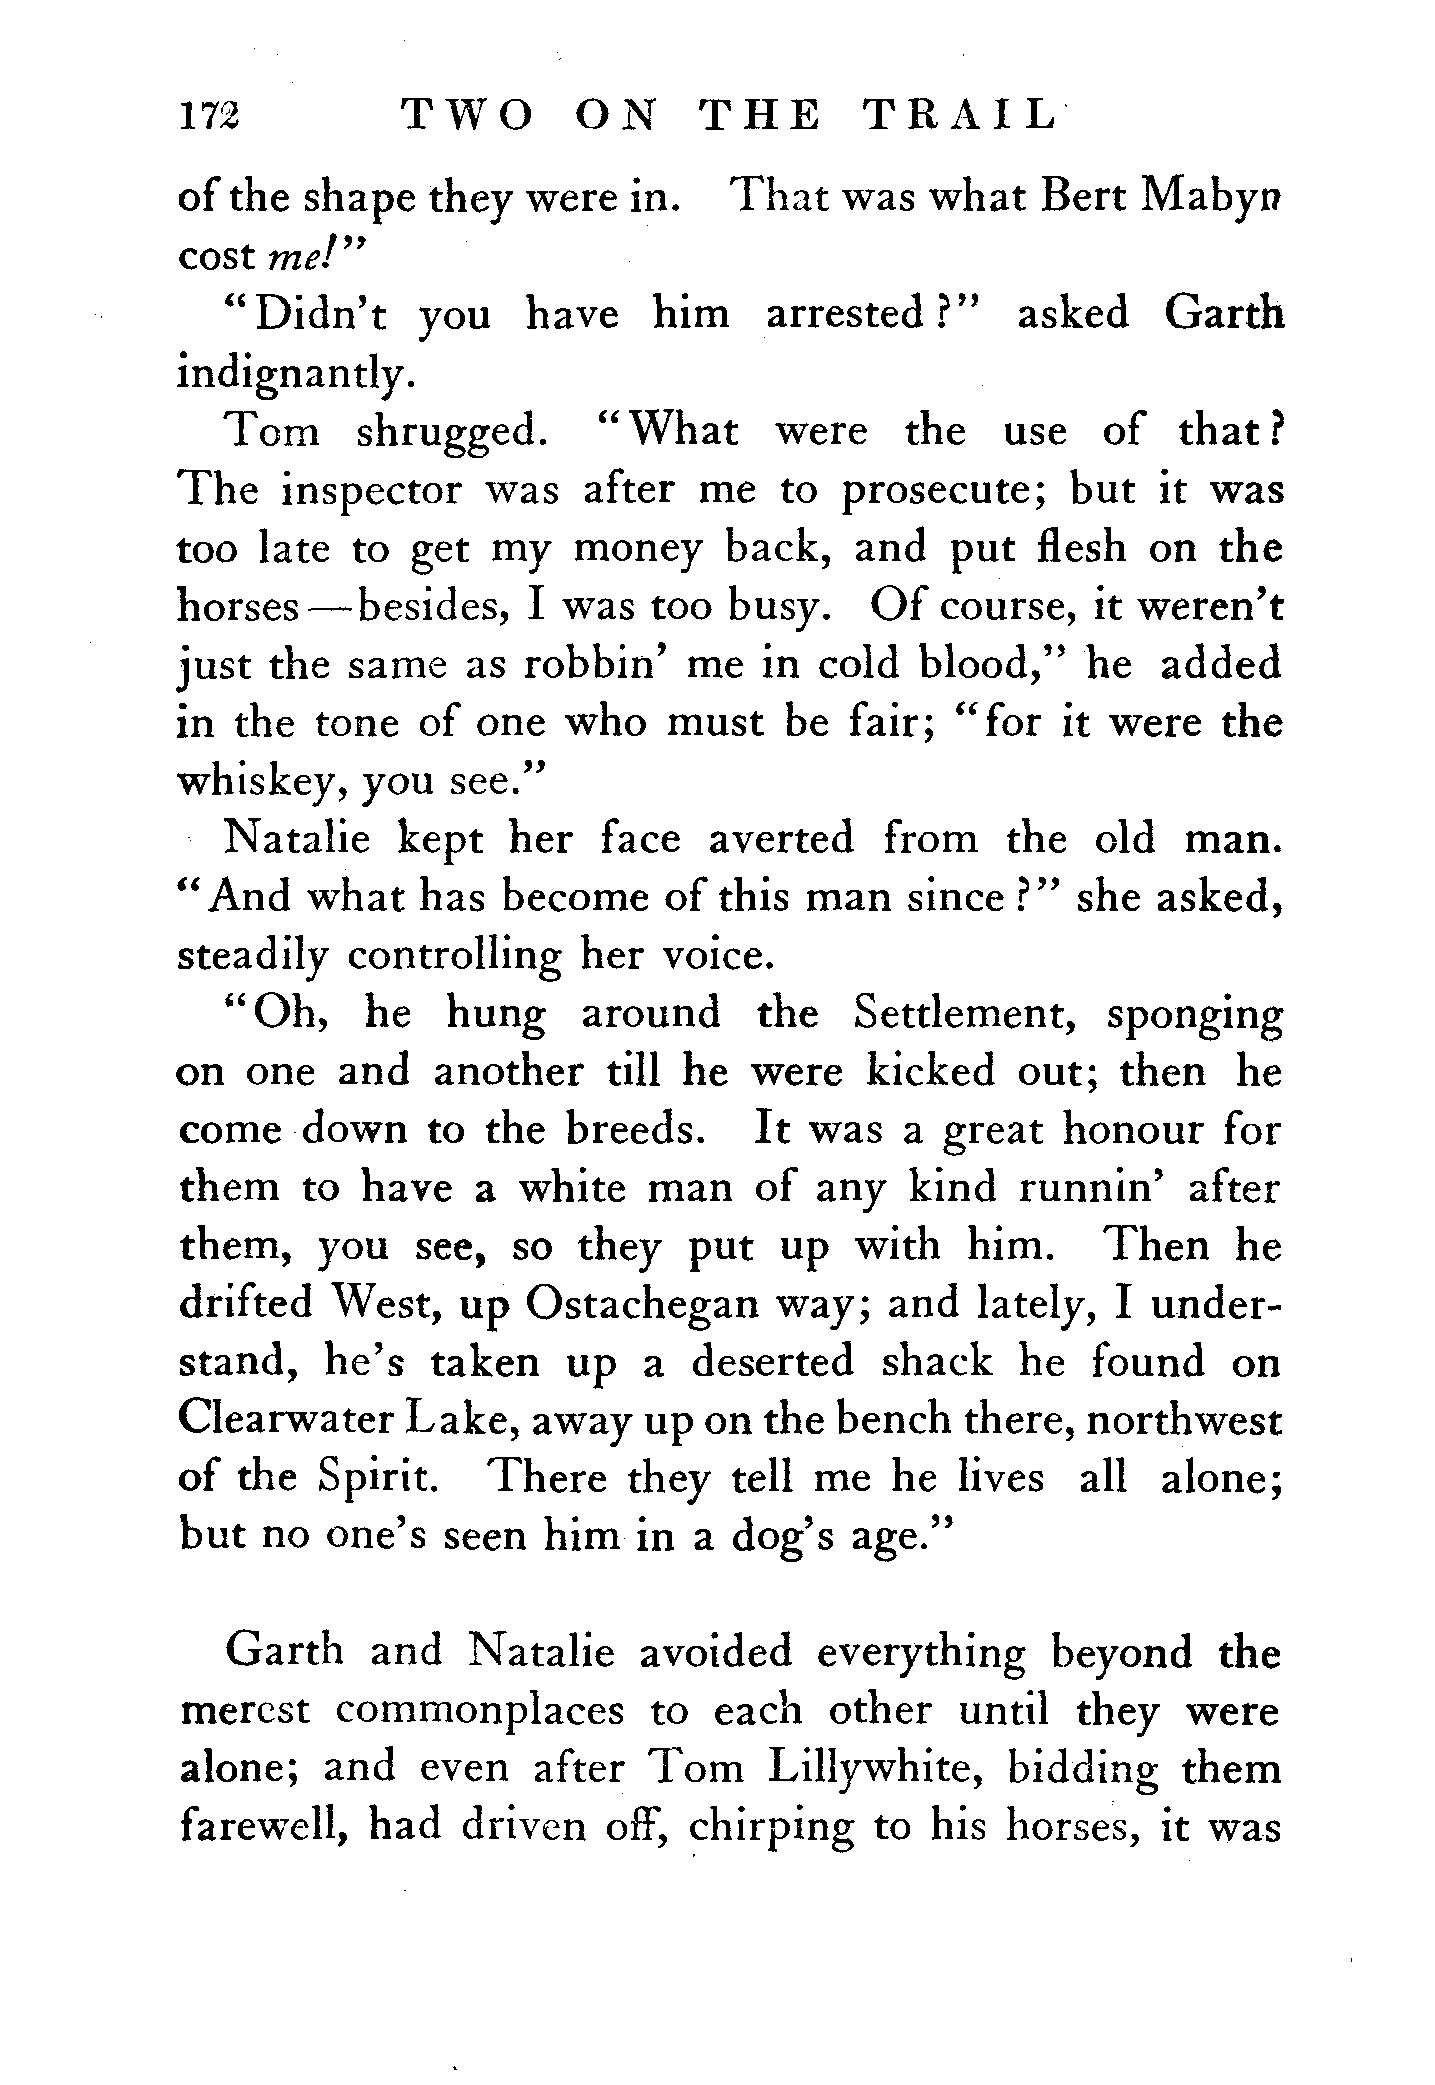 172 TWO ON THE TRAIL
of the shape they were in. That was what Bert Mabyn
cost me!”
“Didn’t you have him arrested?” asked Garth
indignantly.
Tom shrugged. “What were the use of that?
The inspector was after me to prosecute; but it was
too late to get my money back, and put flesh on the
horses—besides, I was too busy. Of course, it weren’t
just the same as robbin’ me in cold blood,” he added
in the tone of one who must be fair; “for it were the
whiskey, you see.”
Natalie kept her face averted from the old man.
“And what has become of this man since?” she asked,
steadily controlling her voice.
“Oh, he hung around the Settlement, sponging
on one and another till he were kicked out; then he
come down to the breeds. It was a great honour for
them to have a white man of any kind runnin’ after
them, you see, so they put up with him. Then he
drifted West, up Ostachegan way; and lately, I under-
stand, he’s taken up a deserted shack he found on
Clearwater Lake, away up on the bench there, northwest
of the Spirit. There they tell me he lives all alone;
but no one’s seen him in a dog’s age.”
Garth and Natalie avoided everything beyond the
merest commonplaces to each other until they were
alone; and even after Tom Lillywhite, bidding them
farewell, had driven off, chirping to his horses, it was